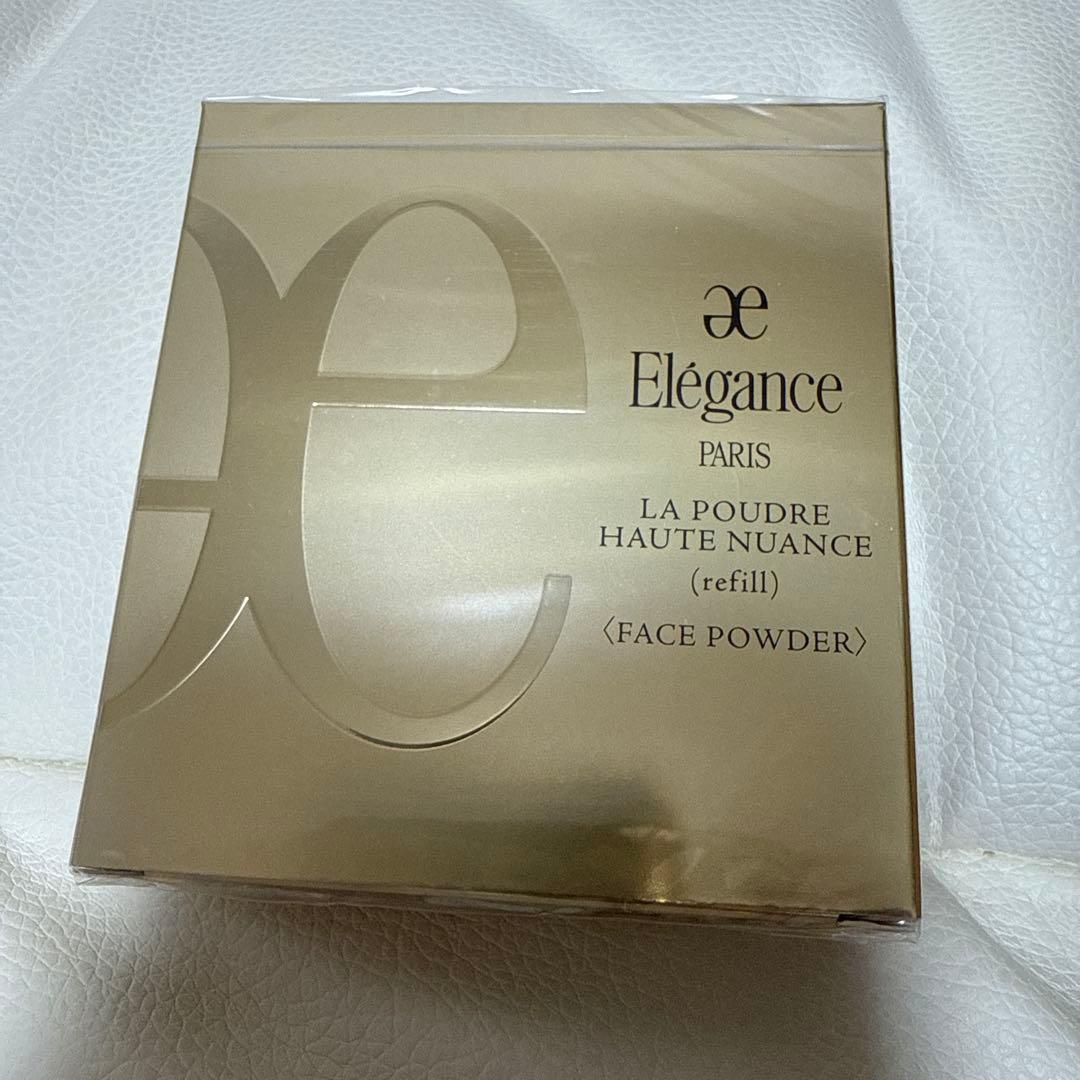 æ
Elégance
PARIS
LA POUDRE
HAUTE NUANCE
(refill)
〈FACE POWDER〉